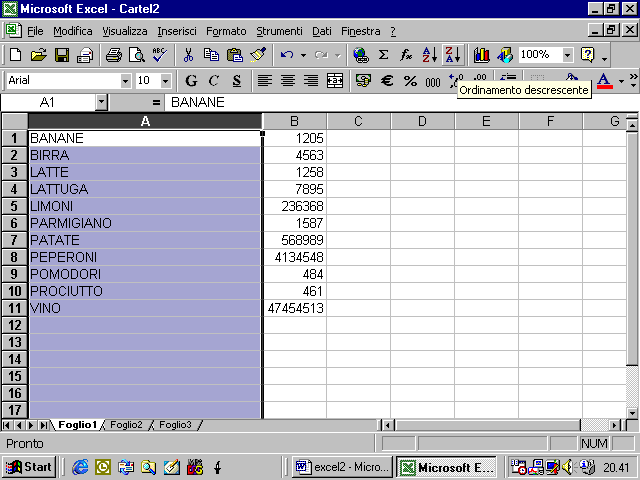 Microsoft Excel - Cartel2
File Modifica Visualizza Inserisci Formato Strumenti Dati Finestra ?
100%
Arial 10 G C S € % 000
Ordinamento descrescente
A1 = BANANE
A B C D E F G
1 BANANE 1205
2 BIRRA 4563
3 LATTE 1258
4 LATTUGA 7895
5 LIMONI 236368
6 PARMIGIANO 1587
7 PATATE 568989
8 PEPERONI 4134548
9 POMODORI 484
10 PROCIUTTO 461
11 VINO 47454513
12
13
14
15
16
17
Foglio1 Foglio2 Foglio3
Pronto NUM
Start excel2 - Micro... Microsoft E... 20.41